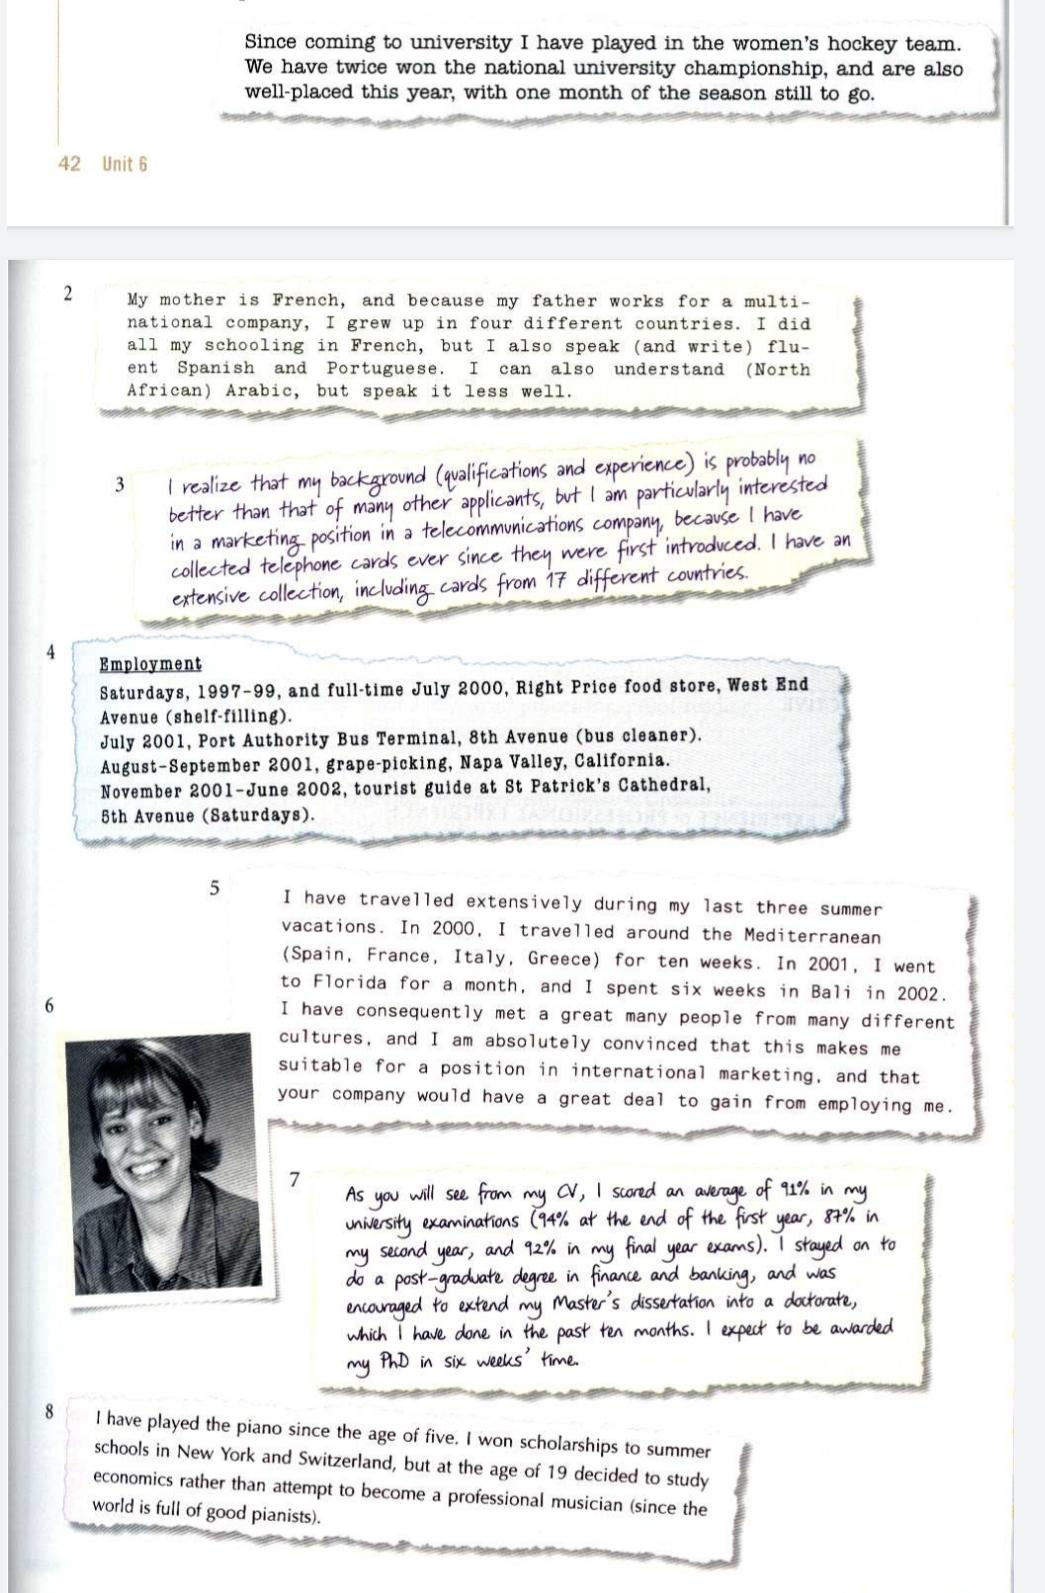 Since coming to university I have played in the women's hockey team.
We have twice won the national university championship, and are also
well-placed this year, with one month of the season still to go.
42 Unit 6
2
My mother is French, and because my father works for a multi-
national company, I grew up in four different countries. I did
all my schooling in French, but I also speak (and write) flu-
ent Spanish and Portuguese. I can also understand (North
African) Arabic, but speak it less well.
3
I realize that my background (qualifications and experience) is probably no
better than that of many other applicants, but I am particularly interested
in a marketing position in a telecommunications company, because I have
collected telephone cards ever since they were first introduced. I have an
extensive collection, including cards from 17 different countries.
4
Employment
Saturdays, 1997-99, and full-time July 2000, Right Price food store, West End
Avenue (shelf-filling).
July 2001, Port Authority Bus Terminal, 8th Avenue (bus cleaner).
August-September 2001, grape-picking, Napa Valley, California.
November 2001-June 2002, tourist guide at St Patrick's Cathedral,
5th Avenue (Saturdays).
5
I have travelled extensively during my last three summer
vacations. In 2000, I travelled around the Mediterranean
(Spain, France, Italy, Greece) for ten weeks. In 2001, I went
to Florida for a month, and I spent six weeks in Bali in 2002.
I have consequently met a great many people from many different
cultures, and I am absolutely convinced that this makes me
suitable for a position in international marketing, and that
your company would have a great deal to gain from employing me.
6
7
As you will see from my CV, I scored an average of 91% in my
university examinations (94% at the end of the first year, 87% in
my second year, and 92% in my final year exams). I stayed on to
do a post-graduate degree in finance and banking, and was
encouraged to extend my Master's dissertation into a doctorate,
which I have done in the past ten months. I expect to be awarded
my PhD in six weeks' time.
8
I have played the piano since the age of five. I won scholarships to summer
schools in New York and Switzerland, but at the age of 19 decided to study
economics rather than attempt to become a professional musician (since the
world is full of good pianists).